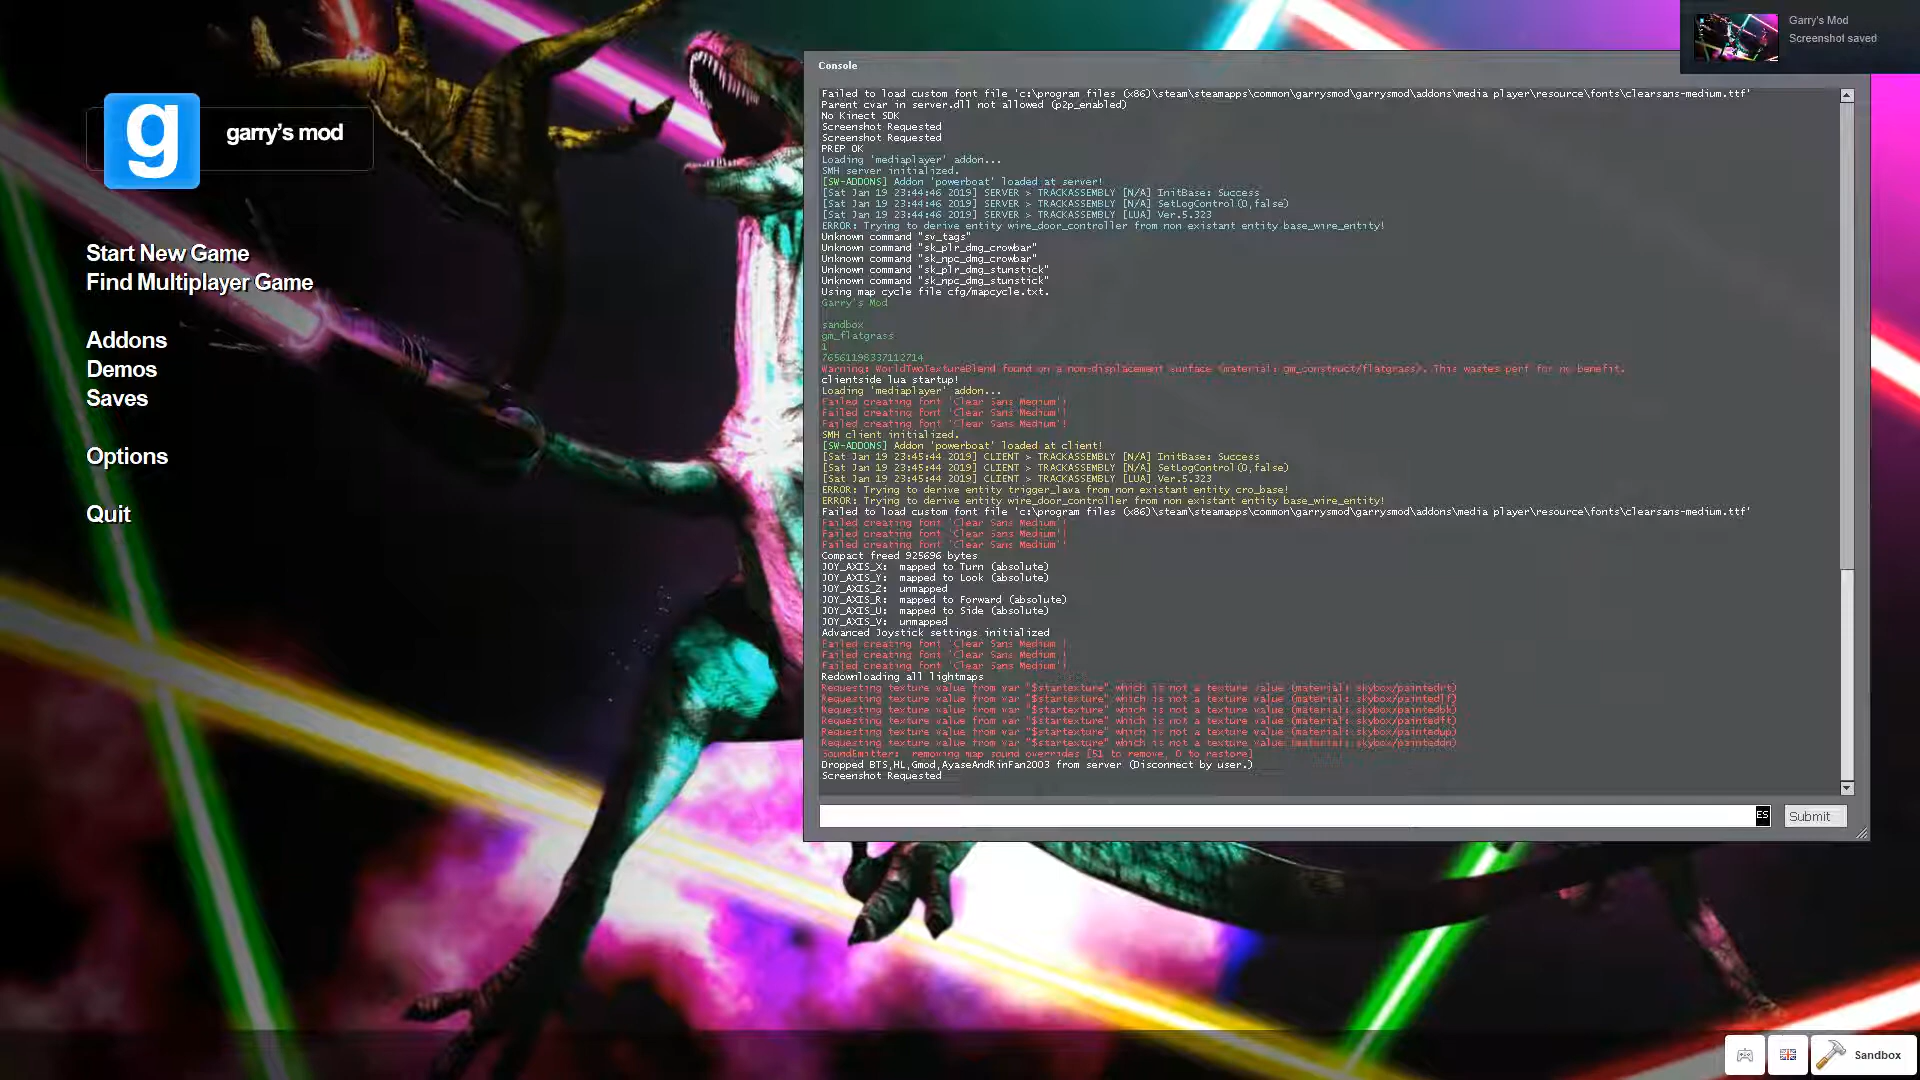 Garry's Mod
Screenshot saved
g
garry's mod
Start New Game
Find Multiplayer Game
Addons
Demos
Saves
Options
Quit
Console
Failed to load custom font file 'c:\program files (x86)\steam\steamapps\common\garrysmod\garrysmod\addons\media player\resource\fonts\clearsans-medium.ttf'
Parent cvar in server.dll not allowed (p2p_enabled)
No Kinect SDK
Screenshot Requested
Screenshot Requested
PREP OK
Loading 'mediaplayer' addon...
SMH server initialized.
[SW-ADDONS] Addon 'powerboat' loaded at server!
[Sat Jan 19 23:44:46 2019] SERVER > TRACKASSEMBLY [N/A] InitBase: Success
[Sat Jan 19 23:44:46 2019] SERVER > TRACKASSEMBLY [N/A] SetLogControl(0,false)
[Sat Jan 19 23:44:46 2019] SERVER > TRACKASSEMBLY [LUA] Ver.5.323
ERROR: Trying to derive entity wire_door_controller from non existant entity base_wire_entity!
Unknown command "sv_tags"
Unknown command "sk_plr_dmg_crowbar"
Unknown command "sk_npc_dmg_crowbar"
Unknown command "sk_plr_dmg_stunstick"
Unknown command "sk_npc_dmg_stunstick"
Using map cycle file cfg/mapcycle.txt.
Garry's Mod
sandbox
gm_flatgrass
1
76561198337112714
Warning: WorldTwoTextureBlend found on a non-displacement surface (material: gm_construct/flatgrass). This wastes perf for no benefit.
clientside lua startup!
Loading 'mediaplayer' addon...
Failed creating font 'Clear Sans Medium'!
Failed creating font 'Clear Sans Medium'!
Failed creating font 'Clear Sans Medium'!
SMH client initialized.
[SW-ADDONS] Addon 'powerboat' loaded at client!
[Sat Jan 19 23:45:44 2019] CLIENT > TRACKASSEMBLY [N/A] InitBase: Success
[Sat Jan 19 23:45:44 2019] CLIENT > TRACKASSEMBLY [N/A] SetLogControl(0,false)
[Sat Jan 19 23:45:44 2019] CLIENT > TRACKASSEMBLY [LUA] Ver.5.323
ERROR: Trying to derive entity trigger_lava from non existant entity cro_base!
ERROR: Trying to derive entity wire_door_controller from non existant entity base_wire_entity!
Failed to load custom font file 'c:\program files (x86)\steam\steamapps\common\garrysmod\garrysmod\addons\media player\resource\fonts\clearsans-medium.ttf'
Failed creating font 'Clear Sans Medium'!
Failed creating font 'Clear Sans Medium'!
Failed creating font 'Clear Sans Medium'!
Compact freed 925696 bytes
JOY_AXIS_X:  mapped to Turn (absolute)
JOY_AXIS_Y:  mapped to Look (absolute)
JOY_AXIS_Z:  unmapped
JOY_AXIS_R:  mapped to Forward (absolute)
JOY_AXIS_U:  mapped to Side (absolute)
JOY_AXIS_V:  unmapped
Advanced Joystick settings initialized
Failed creating font 'Clear Sans Medium'!
Failed creating font 'Clear Sans Medium'!
Failed creating font 'Clear Sans Medium'!
Redownloading all lightmaps
Requesting texture value from var "$startexture" which is not a texture value (material: skybox/paintedrt)
Requesting texture value from var "$startexture" which is not a texture value (material: skybox/paintedlf)
Requesting texture value from var "$startexture" which is not a texture value (material: skybox/paintedbk)
Requesting texture value from var "$startexture" which is not a texture value (material: skybox/paintedft)
Requesting texture value from var "$startexture" which is not a texture value (material: skybox/paintedup)
Requesting texture value from var "$startexture" which is not a texture value (material: skybox/painteddn)
SoundEmitter:  removing map sound overrides [51 to remove, 0 to restore]
Dropped BTS,HL,Gmod,AyaseAndRinFan2003 from server (Disconnect by user.)
Screenshot Requested
ES
Submit
Sandbox